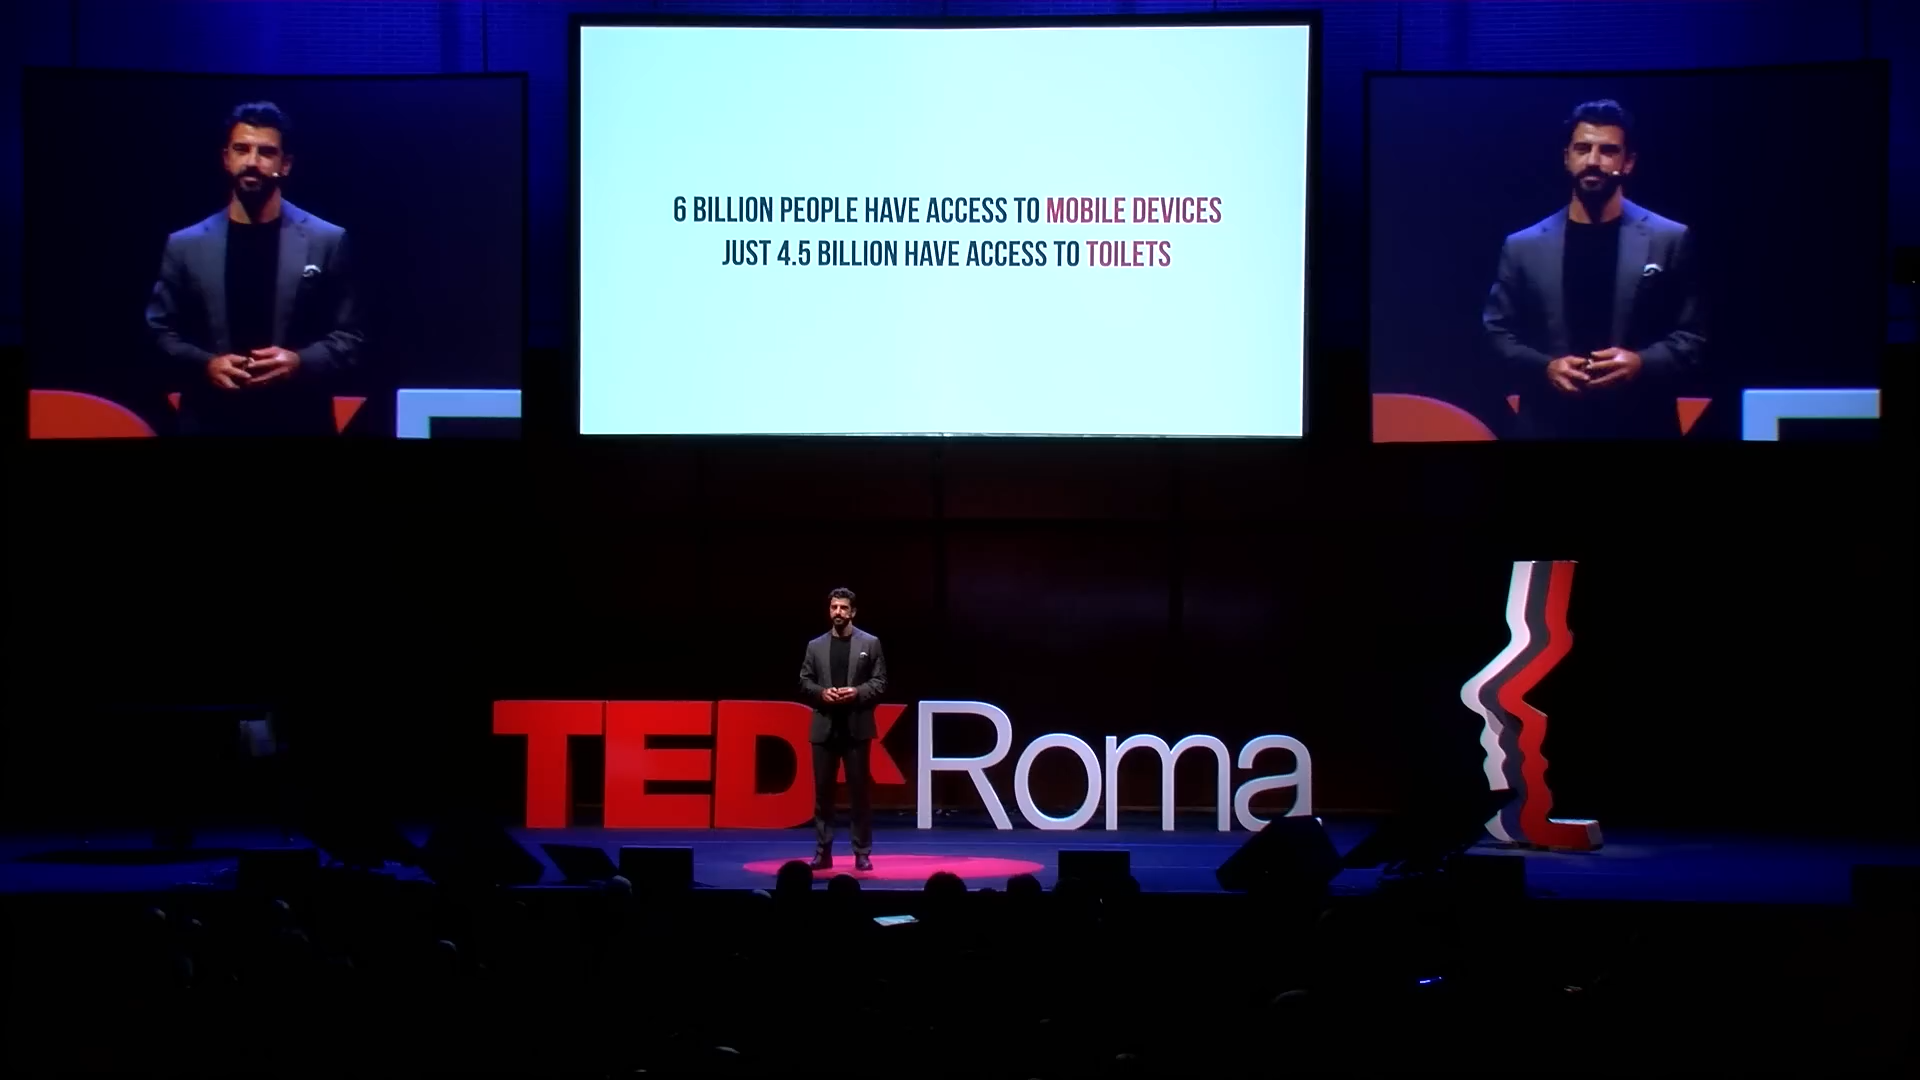 6 BILLION PEOPLE HAVE ACCESS TO MOBILE DEVICES
JUST 4.5 BILLION HAVE ACCESS TO TOILETS
TEDxRoma